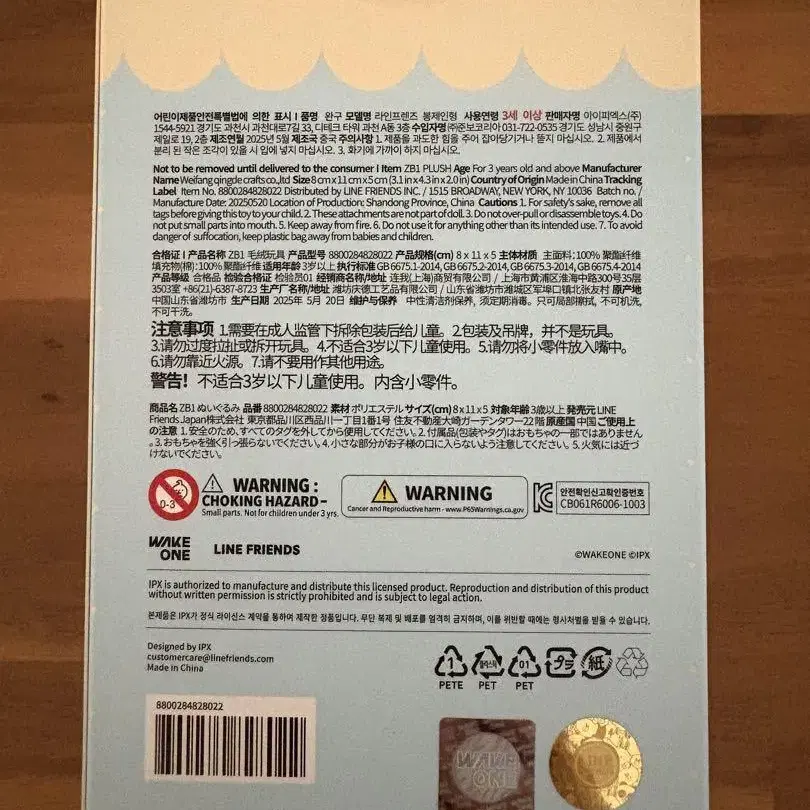 어린이제품안전특별법에 의한 표시 I 품명 완구 모델명 라인프렌즈 봉제인형 사용연령 3세 이상 판매자명 아이피엑스(주)
1544-5921 경기도 과천시 과천대로7길 33, 디테크 타워 과천 A동 3층 수입자명 (주)준보코리아 031-722-0535 경기도 성남시 중원구
제일로 19, 2층 제조연월 2025년 5월 제조국 중국 주의사항 1. 제품을 과도한 힘을 주어 잡아당기거나 뜯지 마십시오. 2. 제품에서
분리 된 작은 조각이 있을 시 입에 넣지 마십시오. 3. 화기에 가까이 하지 마십시오.
Not to be removed until delivered to the consumer I Item ZB1 PLUSH Age For 3 years old and above Manufacturer
Name Weifang qingde crafts co.,ltd Size 8cm x 11cm x 5cm (3.1 in x 4.3 in x 2.0 in) Country of Origin Made in China Tracking
Label Item No. 8800284828022 Distributed by LINE FRIENDS INC. / 1515 BROADWAY, NEW YORK, NY 10036 Batch no. /
Manufacture Date: 20250520 Location of Production: Shandong Province, China Cautions 1. For safety's sake, remove all
tags before giving this toy to your child. 2. These attachments are not part of doll. 3. Do not over-pull or disassemble toys. 4. Do
not put small parts into mouth. 5. Keep away from fire. 6. Do not use it for anything other than its intended use. 7. To avoid
danger of suffocation, keep plastic bag away from babies and children.
合格证 I 产品名称 ZB1 毛绒玩具 产品型号 8800284828022 产品规格(cm) 8 x 11 x 5 主体材质 主面料:100% 聚酯纤维
填充物(棉):100% 聚酯纤维 适用年龄 3岁以上 执行标准 GB 6675.1-2014, GB 6675.2-2014, GB 6675.3-2014, GB 6675.4-2014
产品等级 合格品 检验合格证 检验员01 经销商名称/地址 连我(上海)商贸有限公司 / 上海市黄浦区淮海中路300号35层
3503室 +86(21)-6387-8723 生产厂名称/地址 潍坊庆德工艺品有限公司 / 山东省潍坊市潍城区军埠口镇北张友村 原产地
中国山东省潍坊市 生产日期 2025年 5月 20日 维护与保养 中性清洁剂保养, 须定期消毒。只可局部擦拭, 不可机洗,
不可干洗。
注意事项 1.需要在成人监管下拆除包装后给儿童。2.包装及吊牌，并不是玩具。
3.请勿过度拉扯或拆开玩具。4.不适合3岁以下儿童使用。5.请勿将小零件放入嘴中。
6.请勿靠近火源。7.请不要用作其他用途。
警告! 不适合3岁以下儿童使用。内含小零件。
商品名 ZB1 ぬいぐるみ 品番 8800284828022 素材 ポリエステル サイズ(cm) 8 x 11 x 5 対象年齢 3歳以上 発売元 LINE
Friends Japan株式会社 東京都品川区西品川一丁目1番1号 住友不動産大崎ガーデンタワー22階 原産国 中国 ご使用上
の注意 1. 安全のため、すべてのタグを外してから使用してください。2. 付属品(包装やタグ)はおもちゃの一部ではありません
。3. おもちゃを強く引っ張らないでください。4. 小さな部分がお子様の口に入らないよう注意してください。5. 火気には近づ
けないでください。
0-3
WARNING :
CHOKING HAZARD–
Small parts. Not for children under 3 yrs.
WARNING
Cancer and Reproductive harm - www.P65Warnings.ca.gov
안전확인신고확인증번호
CB061R6006-1003
WAKE
ONE
LINE FRIENDS
©WAKEONE ©IPX
IPX is authorized to manufacture and distribute this licensed product. Reproduction and distribution of this product
without written permission is strictly prohibited and is subject to legal action.
본제품은 IPX가 정식 라이선스 계약을 통하여 제작한 정품입니다. 무단 복제 및 배포를 엄격히 금지하며, 이를 위반할 때에는 형사처벌을 받을 수 있습니다.
Designed by IPX
customercare@linefriends.com
Made in China
1
PETE
플라스틱
PET
01
PET
プラ
紙
8800284828022